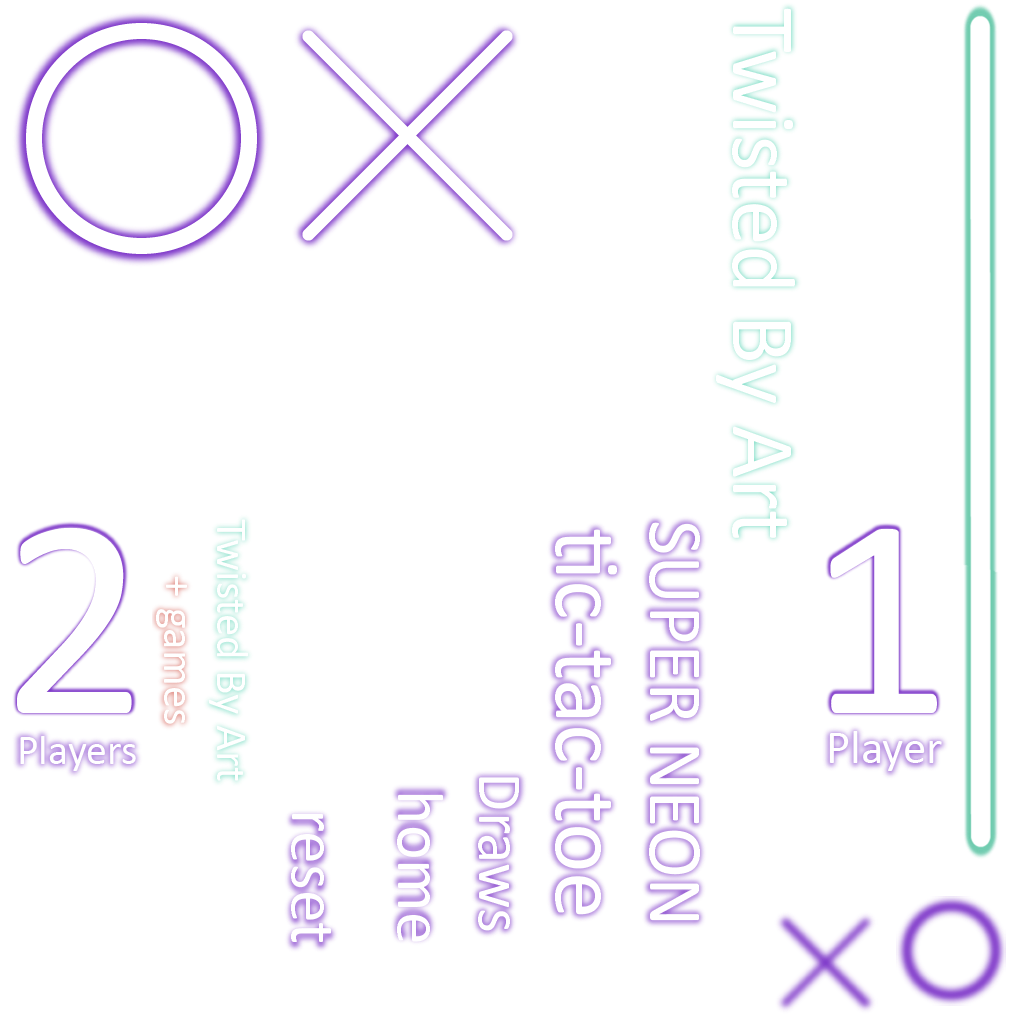 O X
Twisted By Art
2
Players
+ games
Twisted By Art
reset
home
Draws
tic-tac-toe
SUPER NEON
1
Player
X O